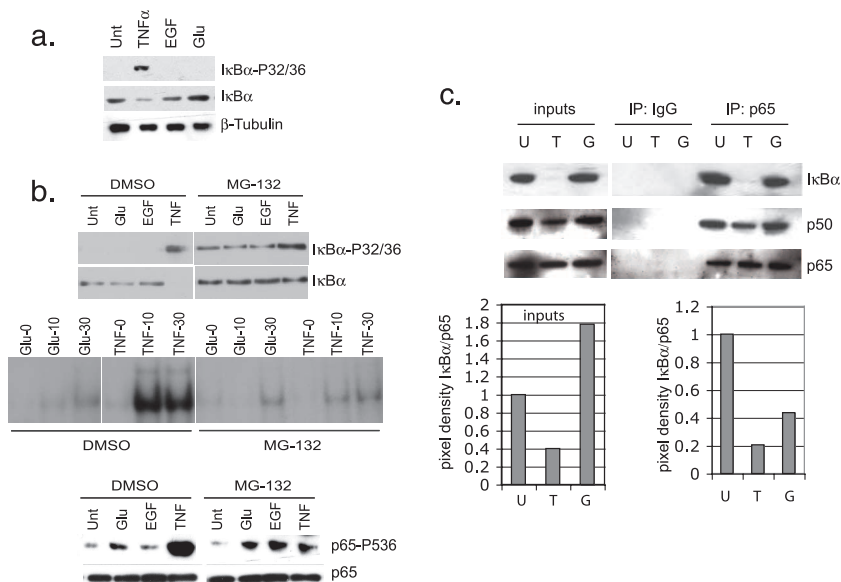 a.
Unt TNFα EGF Glu
IκBα-P32/36
IκBα
β-Tubulin
b.
DMSO MG-132
Unt Glu EGF TNF Unt Glu EGF TNF
IκBα-P32/36
IκBα
Glu-0 Glu-10 Glu-30 TNF-0 TNF-10 TNF-30 Glu-0 Glu-10 Glu-30 TNF-0 TNF-10 TNF-30
DMSO MG-132
DMSO MG-132
Unt Glu EGF TNF Unt Glu EGF TNF
p65-P536
p65
c.
inputs IP: IgG IP: p65
U T G U T G U T G
IκBα
p50
p65
pixel density IκBα/p65
2
1.8
1.6
1.4
1.2
1
0.8
0.6
0.4
0.2
0
inputs
U T G
pixel density IκBα/p65
1.2
1
0.8
0.6
0.4
0.2
0
U T G